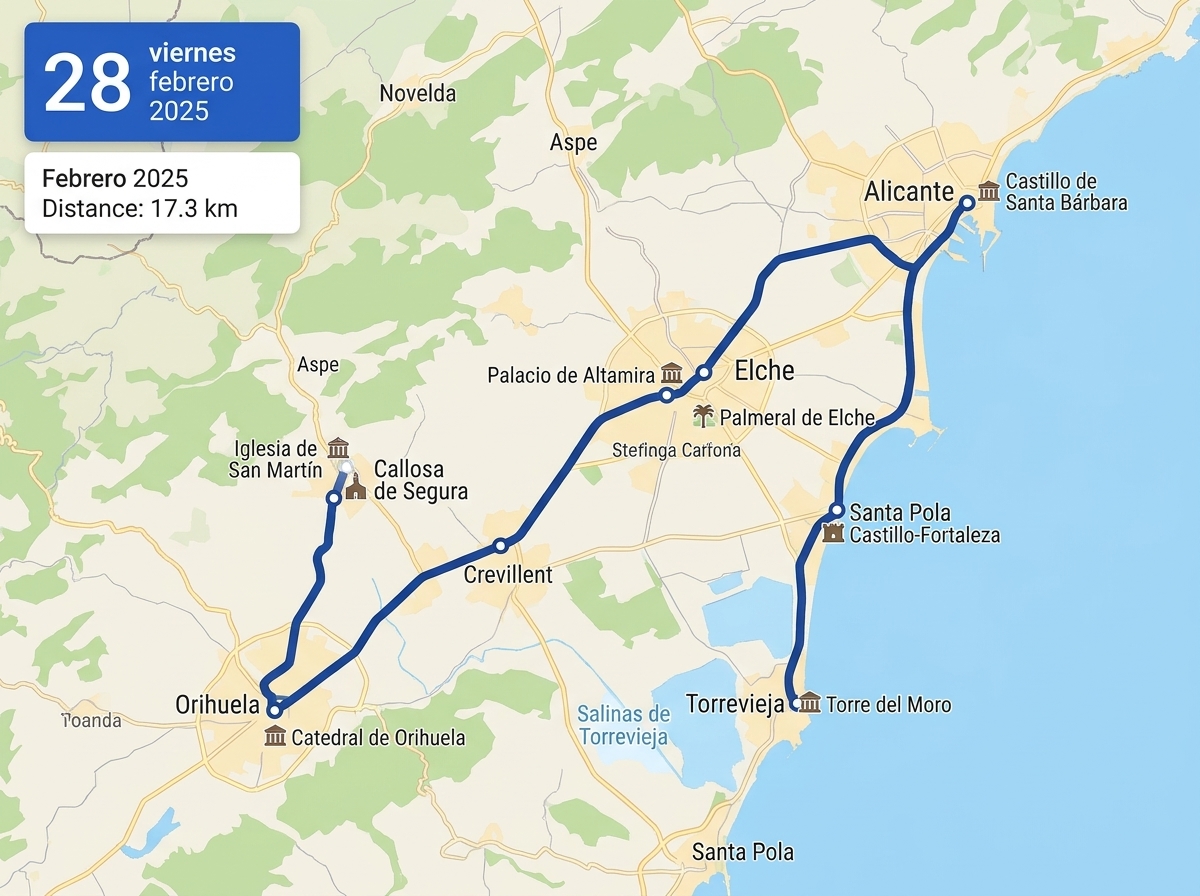 28
viernes
febrero
2025
Febrero 2025
Distance: 17.3 km
Novelda
Aspe
Alicante
Castillo de
Santa Bárbara
Aspe
Palacio de Altamira
Elche
Palmeral de Elche
Stefinga Carfona
Iglesia de
San Martín
Callosa
de Segura
Santa Pola
Castillo-Fortaleza
Crevillent
Orihuela
Toanda
Catedral de Orihuela
Salinas de
Torrevieja
Torrevieja
Torre del Moro
Santa Pola